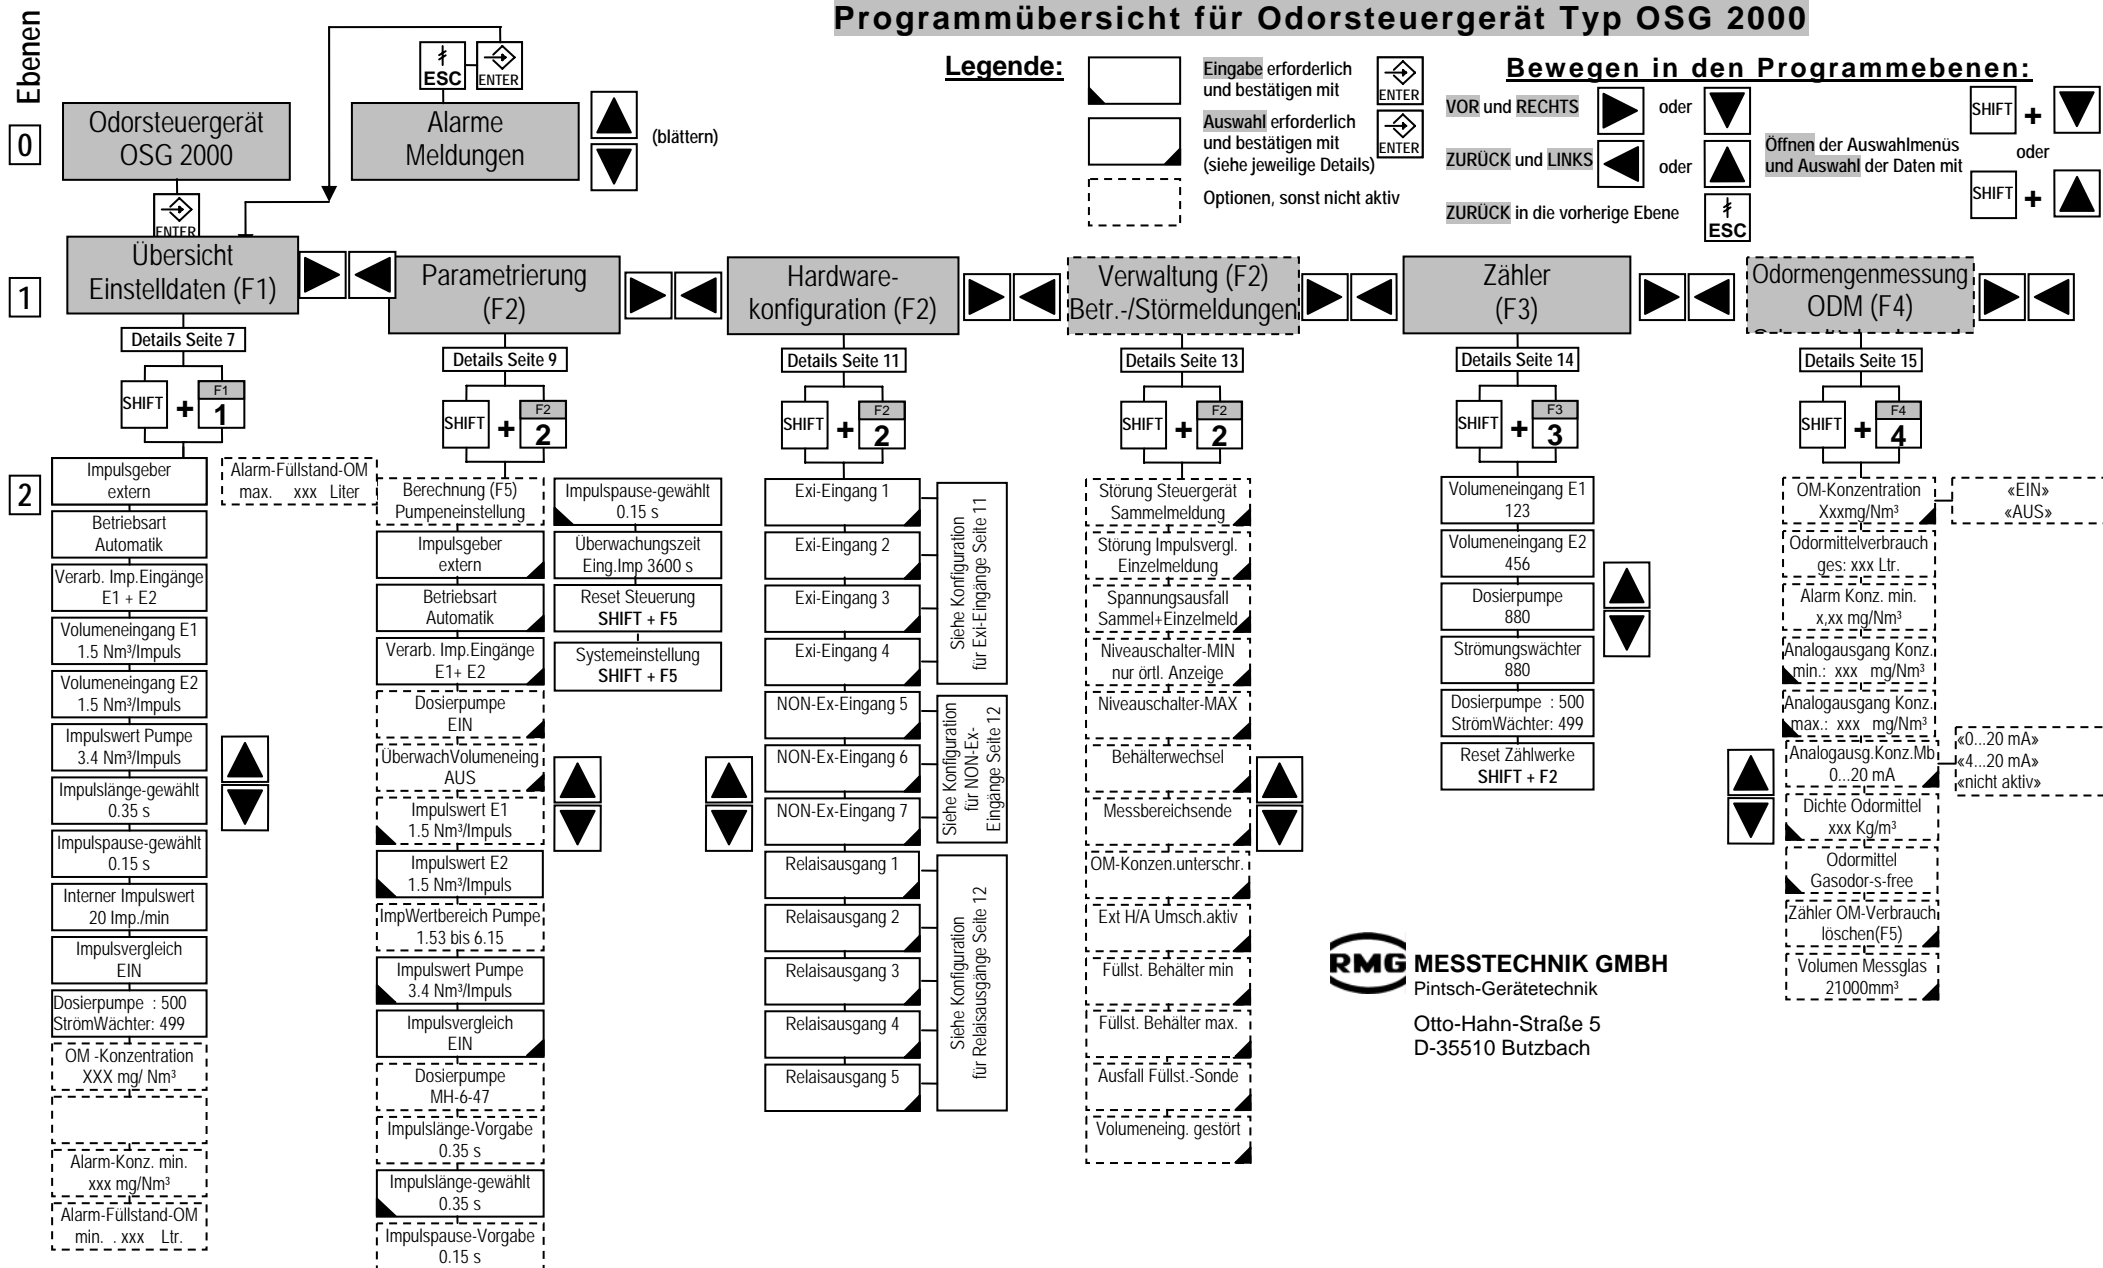 Programmübersicht für Odorsteuergerät Typ OSG 2000
Ebenen
0
1
2
Odorsteuergerät
OSG 2000
ENTER
ESC
ENTER
Alarme
Meldungen
(blättern)
Legende:
Eingabe erforderlich
und bestätigen mit
ENTER
Auswahl erforderlich
und bestätigen mit
(siehe jeweilige Details)
ENTER
Optionen, sonst nicht aktiv
Bewegen in den Programmebenen:
VOR und RECHTS
oder
ZURÜCK und LINKS
oder
ZURÜCK in die vorherige Ebene
ESC
Öffnen der Auswahlmenüs
und Auswahl der Daten mit
SHIFT +
oder
SHIFT +
Übersicht
Einstelldaten (F1)
Details Seite 7
SHIFT + F1
1
Impulsgeber
extern
Betriebsart
Automatik
Verarb. Imp.Eingänge
E1 + E2
Volumeneingang E1
1.5 Nm³/Impuls
Volumeneingang E2
1.5 Nm³/Impuls
Impulswert Pumpe
3.4 Nm³/Impuls
Impulslänge-gewählt
0.35 s
Impulspause-gewählt
0.15 s
Interner Impulswert
20 Imp./min
Impulsvergleich
EIN
Dosierpumpe : 500
StrömWächter: 499
OM -Konzentration
XXX mg/ Nm³
Alarm-Konz. min.
xxx mg/Nm³
Alarm-Füllstand-OM
min. . xxx Ltr.
Alarm-Füllstand-OM
max. xxx Liter
Parametrierung
(F2)
Details Seite 9
SHIFT + F2
2
Berechnung (F5)
Pumpeneinstellung
Impulsgeber
extern
Betriebsart
Automatik
Verarb. Imp.Eingänge
E1+ E2
Dosierpumpe
EIN
ÜberwachVolumeneing
AUS
Impulswert E1
1.5 Nm³/Impuls
Impulswert E2
1.5 Nm³/Impuls
ImpWertbereich Pumpe
1.53 bis 6.15
Impulswert Pumpe
3.4 Nm³/Impuls
Impulsvergleich
EIN
Dosierpumpe
MH-6-47
Impulslänge-Vorgabe
0.35 s
Impulslänge-gewählt
0.35 s
Impulspause-Vorgabe
0.15 s
Impulspause-gewählt
0.15 s
Überwachungszeit
Eing.Imp 3600 s
Reset Steuerung
SHIFT + F5
Systemeinstellung
SHIFT + F5
Hardware-
konfiguration (F2)
Details Seite 11
SHIFT + F2
2
Exi-Eingang 1
Exi-Eingang 2
Exi-Eingang 3
Exi-Eingang 4
NON-Ex-Eingang 5
NON-Ex-Eingang 6
NON-Ex-Eingang 7
Relaisausgang 1
Relaisausgang 2
Relaisausgang 3
Relaisausgang 4
Relaisausgang 5
Siehe Konfiguration
für Exi-Eingänge Seite 11
Siehe Konfiguration
für NON-Ex-
Eingänge Seite 12
Siehe Konfiguration
für Relaisausgänge Seite 12
Verwaltung (F2)
Betr.-/Störmeldungen
Details Seite 13
SHIFT + F2
2
Störung Steuergerät
Sammelmeldung
Störung Impulsvergl.
Einzelmeldung
Spannungsausfall
Sammel+Einzelmeld
Niveauschalter-MIN
nur örtl. Anzeige
Niveauschalter-MAX
Behälterwechsel
Messbereichsende
OM-Konzen.unterschr.
Ext H/A Umsch.aktiv
Füllst. Behälter min
Füllst. Behälter max.
Ausfall Füllst.-Sonde
Volumeneing. gestört
Zähler
(F3)
Details Seite 14
SHIFT + F3
3
Volumeneingang E1
123
Volumeneingang E2
456
Dosierpumpe
880
Strömungswächter
880
Dosierpumpe : 500
StrömWächter: 499
Reset Zählwerke
SHIFT + F2
Odormengenmessung
ODM (F4)
Details Seite 15
SHIFT + F4
4
OM-Konzentration
Xxxmg/Nm³
«EIN»
«AUS»
Odormittelverbrauch
ges: xxx Ltr.
Alarm Konz. min.
x,xx mg/Nm³
Analogausgang Konz.
min.: xxx mg/Nm³
Analogausgang Konz.
max.: xxx mg/Nm³
Analogausg.Konz.Mb
0...20 mA
«0...20 mA»
«4...20 mA»
«nicht aktiv»
Dichte Odormittel
xxx Kg/m³
Odormittel
Gasodor-s-free
Zähler OM-Verbrauch
löschen(F5)
Volumen Messglas
21000mm³
RMG MESSTECHNIK GMBH
Pintsch-Gerätetechnik
Otto-Hahn-Straße 5
D-35510 Butzbach